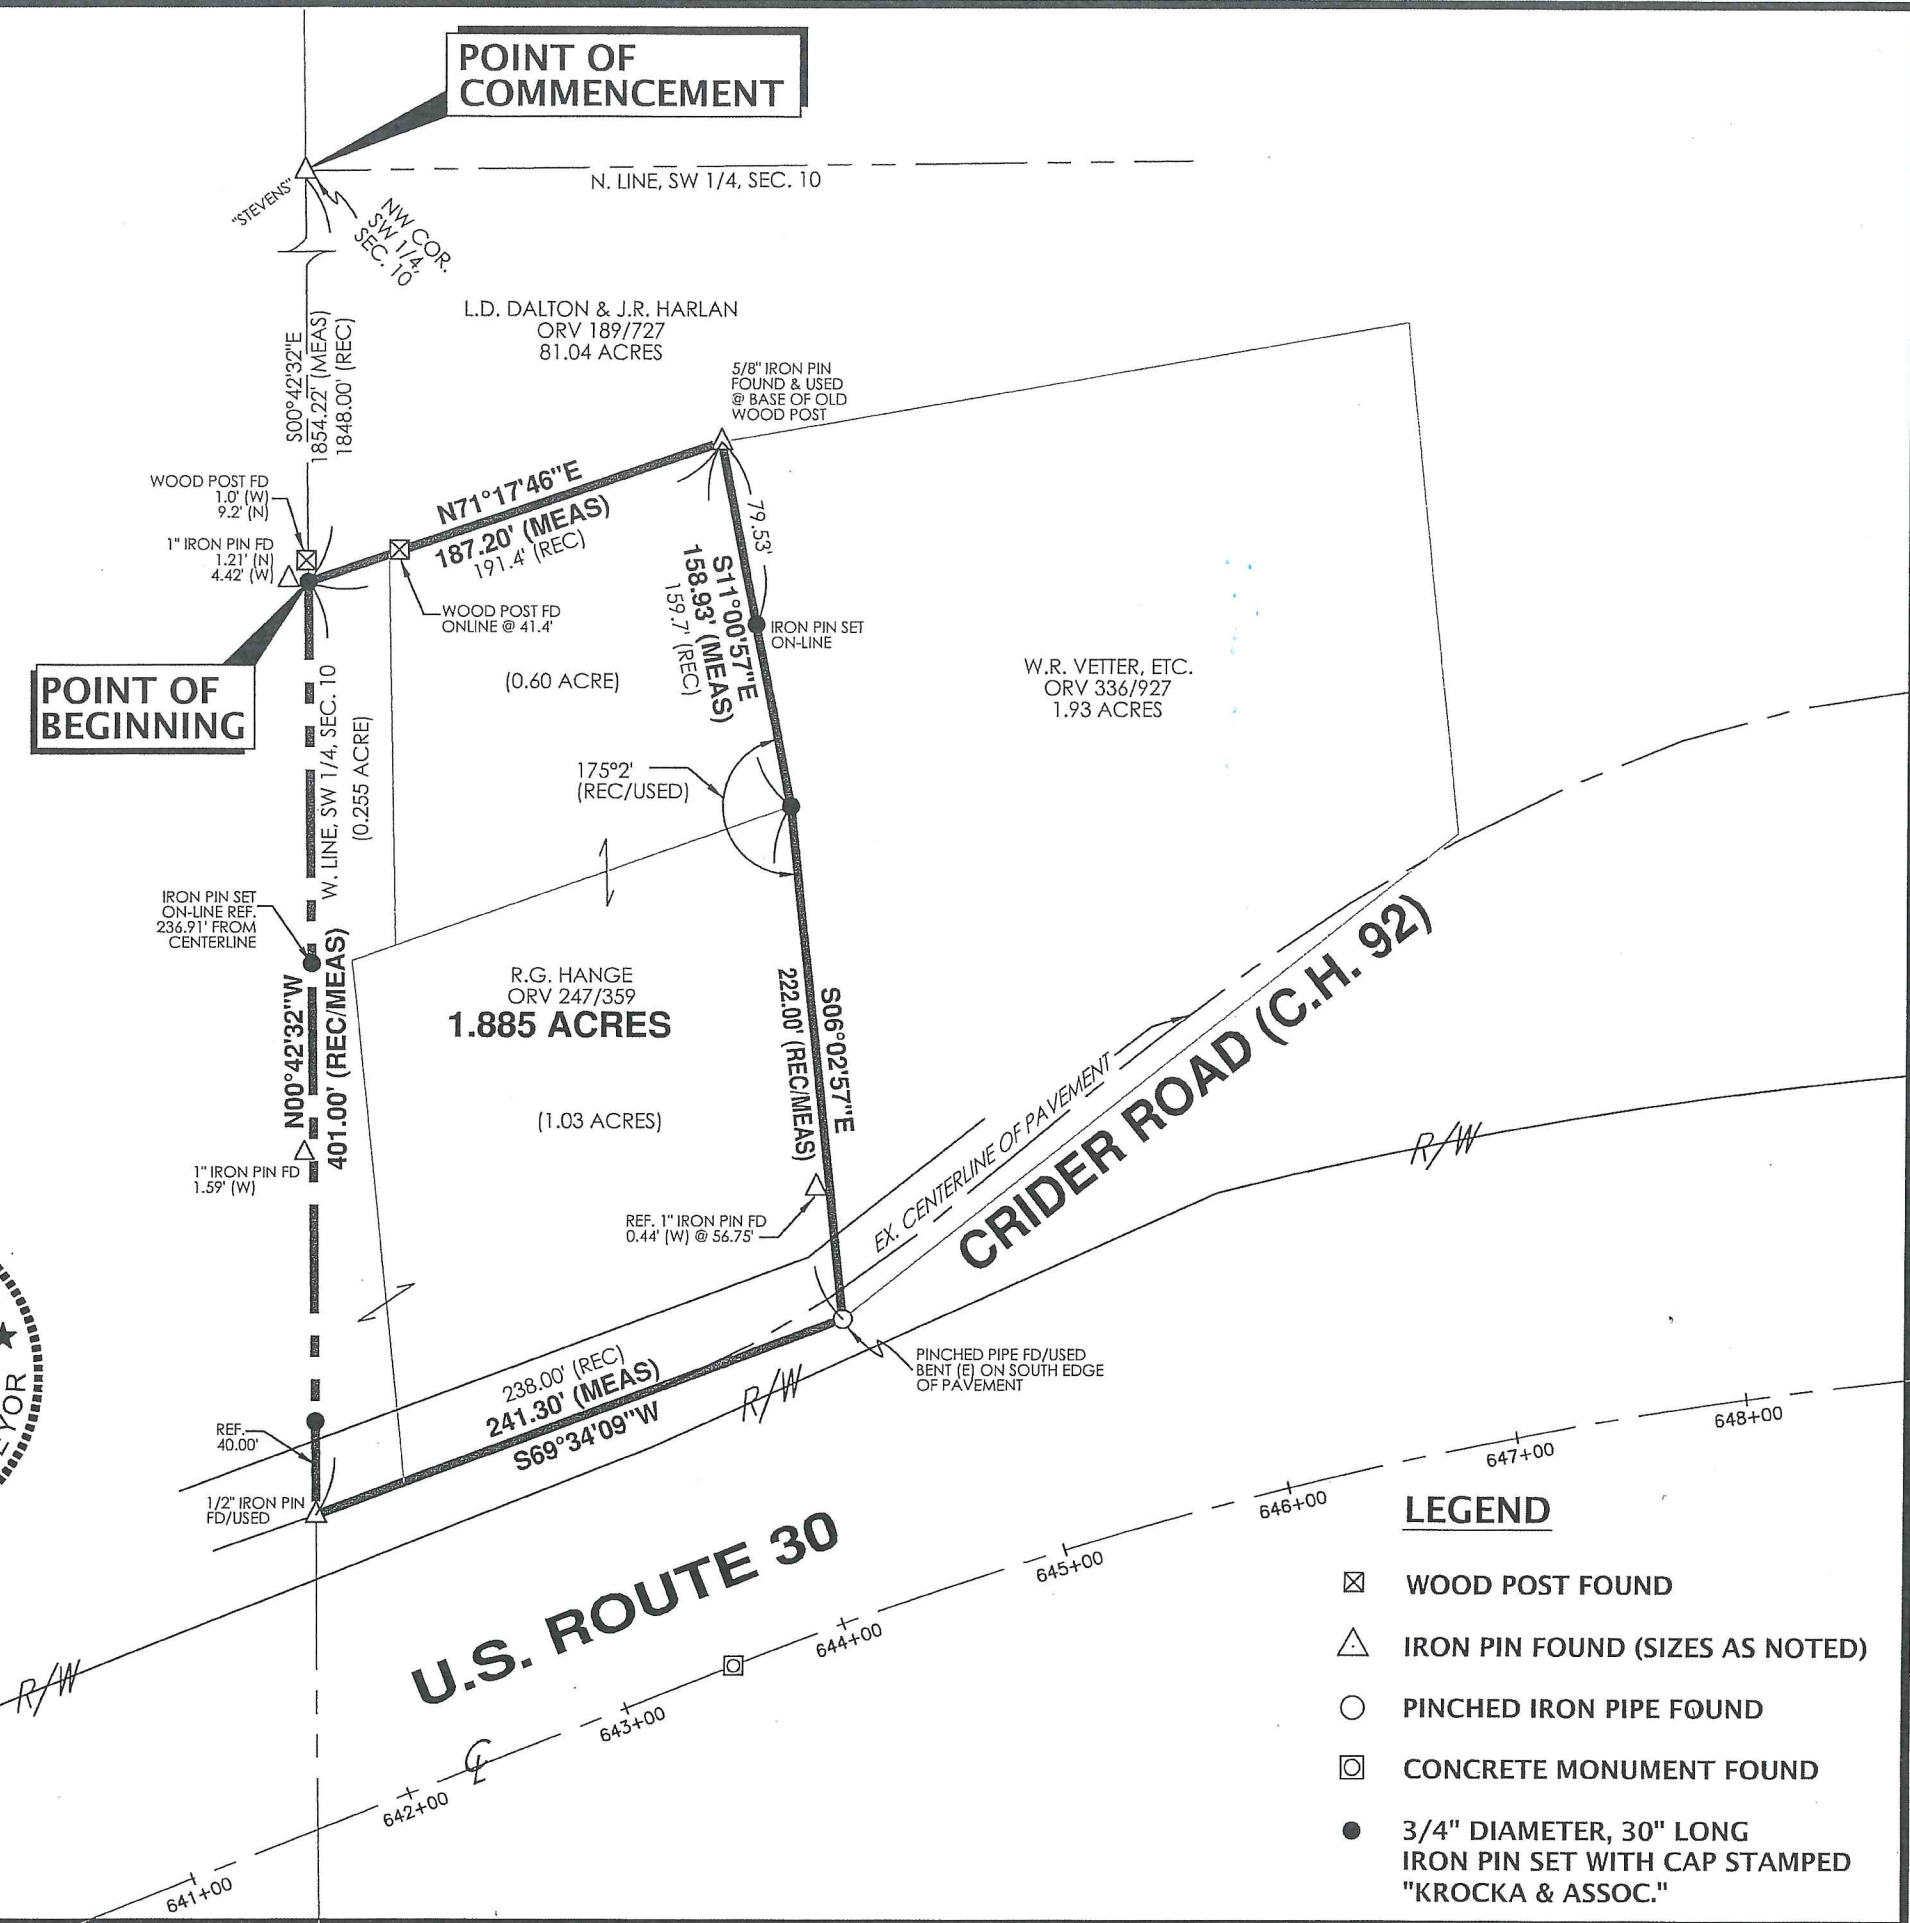 POINT OF
COMMENCEMENT
N. LINE, SW 1/4, SEC. 10
"STEVENS"
NW COR.
SW 1/4,
SEC. 10
L.D. DALTON & J.R. HARLAN
ORV 189/727
81.04 ACRES
S00°42'32"E
1854.22' (MEAS)
1848.00' (REC)
5/8" IRON PIN
FOUND & USED
@ BASE OF OLD
WOOD POST
WOOD POST FD
1.0' (W)
9.2' (N)
1" IRON PIN FD
1.21' (N)
4.42' (W)
N71°17'46"E
187.20' (MEAS)
191.4' (REC)
79.53'
S11°00'57"E
158.93' (MEAS)
159.7' (REC)
WOOD POST FD
ONLINE @ 41.4'
IRON PIN SET
ON-LINE
POINT OF
BEGINNING
(0.60 ACRE)
W.R. VETTER, ETC.
ORV 336/927
1.93 ACRES
W. LINE, SW 1/4, SEC. 10
(0.255 ACRE)
175°2'
(REC/USED)
IRON PIN SET
ON-LINE REF.
236.91' FROM
CENTERLINE
R.G. HANGE
ORV 247/359
1.885 ACRES
N00°42'32"W
401.00' (REC/MEAS)
S06°02'57"E
222.00' (REC/MEAS)
(1.03 ACRES)
1" IRON PIN FD
1.59' (W)
REF. 1" IRON PIN FD
0.44' (W) @ 56.75'
EX. CENTERLINE OF PAVEMENT
CRIDER ROAD (C.H. 92)
R/W
PINCHED PIPE FD/USED
BENT (E) ON SOUTH EDGE
OF PAVEMENT
238.00' (REC)
241.30' (MEAS)
S69°34'09"W
R/W
EYOR
REF.
40.00'
1/2" IRON PIN
FD/USED
U.S. ROUTE 30
R/W
CL
641+00
642+00
643+00
644+00
645+00
646+00
647+00
648+00
LEGEND
WOOD POST FOUND
IRON PIN FOUND (SIZES AS NOTED)
PINCHED IRON PIPE FOUND
CONCRETE MONUMENT FOUND
3/4" DIAMETER, 30" LONG
IRON PIN SET WITH CAP STAMPED
"KROCKA & ASSOC."